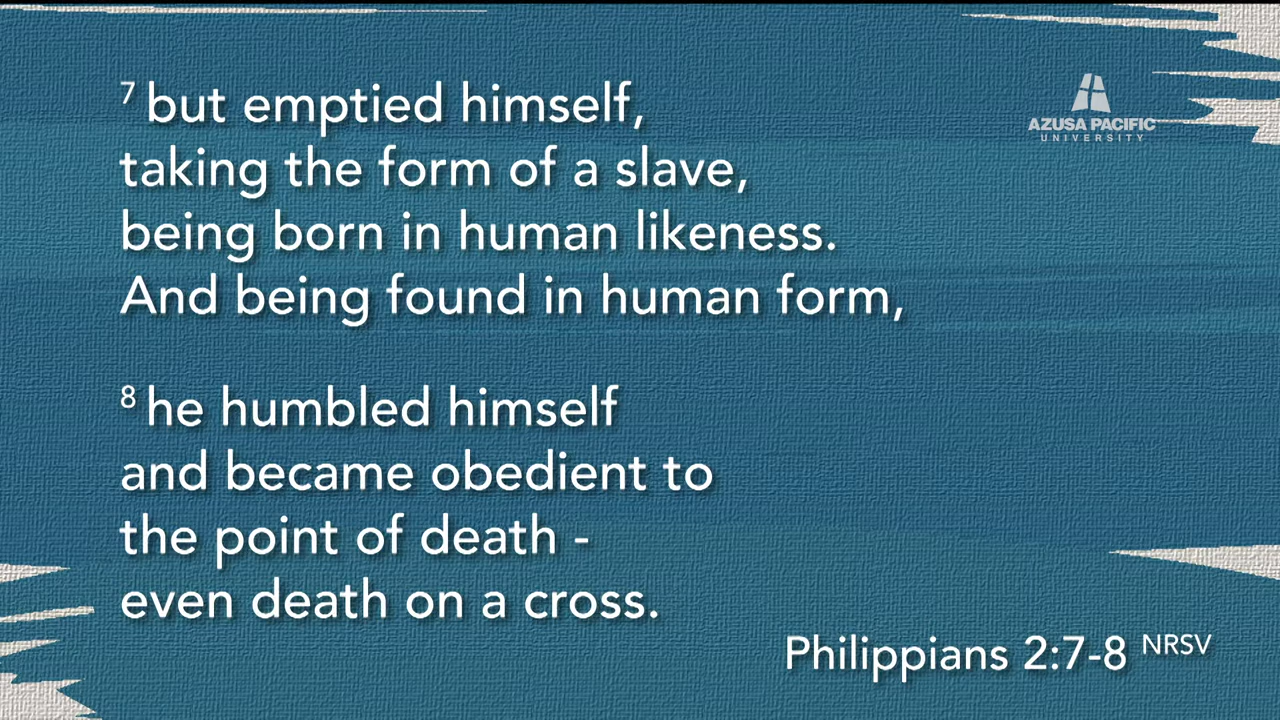 7 but emptied himself,
taking the form of a slave,
being born in human likeness.
And being found in human form,
8 he humbled himself
and became obedient to
the point of death -
even death on a cross.
Philippians 2:7-8 NRSV
AZUSA PACIFIC
UNIVERSITY